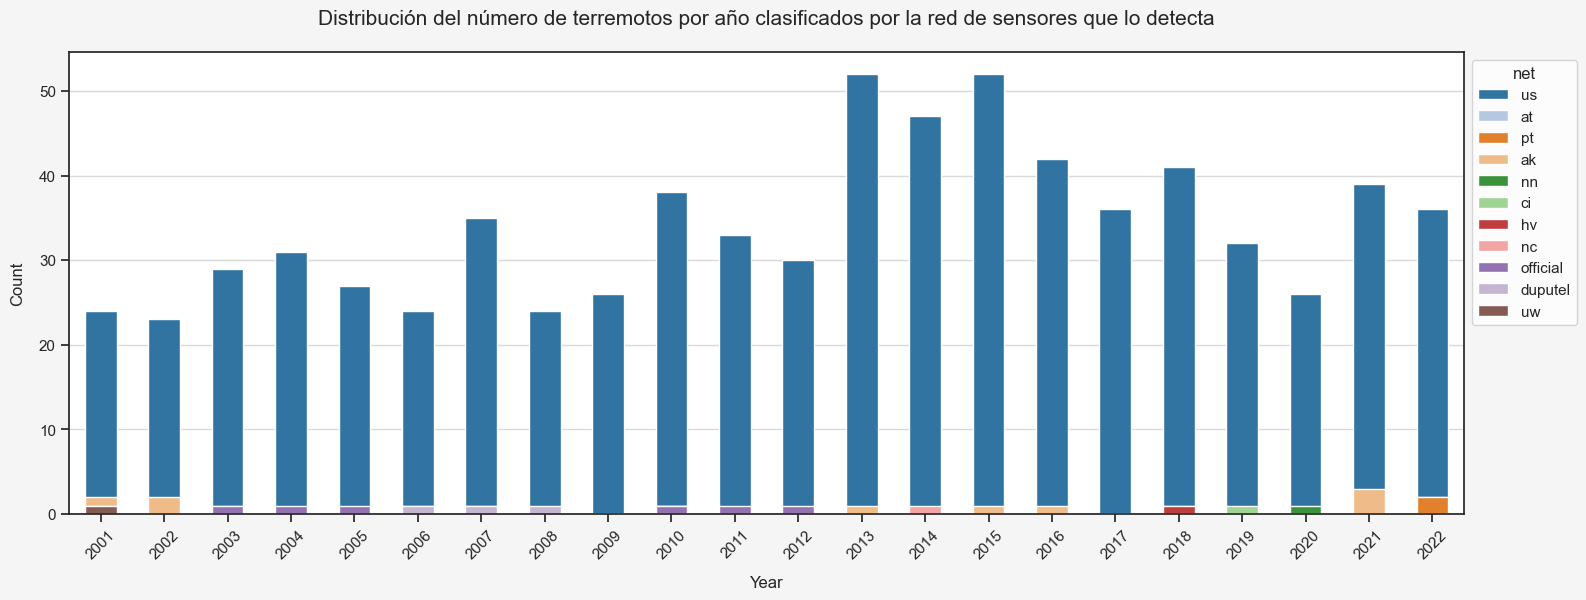 Distribución del número de terremotos por año clasificados por la red de sensores que lo detecta
50
40
30
20
10
0
Count
2001 2002 2003 2004 2005 2006 2007 2008 2009 2010 2011 2012 2013 2014 2015 2016 2017 2018 2019 2020 2021 2022
Year
net
us
at
pt
ak
nn
ci
hv
nc
official
duputel
uw